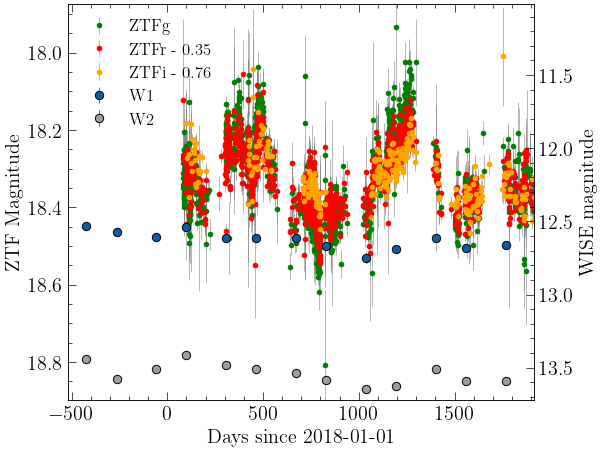 ZTFg
ZTFr - 0.35
ZTFi - 0.76
W1
W2
18.0
18.2
18.4
18.6
18.8
ZTF Magnitude
11.5
12.0
12.5
13.0
13.5
WISE magnitude
−500 0 500 1000 1500
Days since 2018-01-01